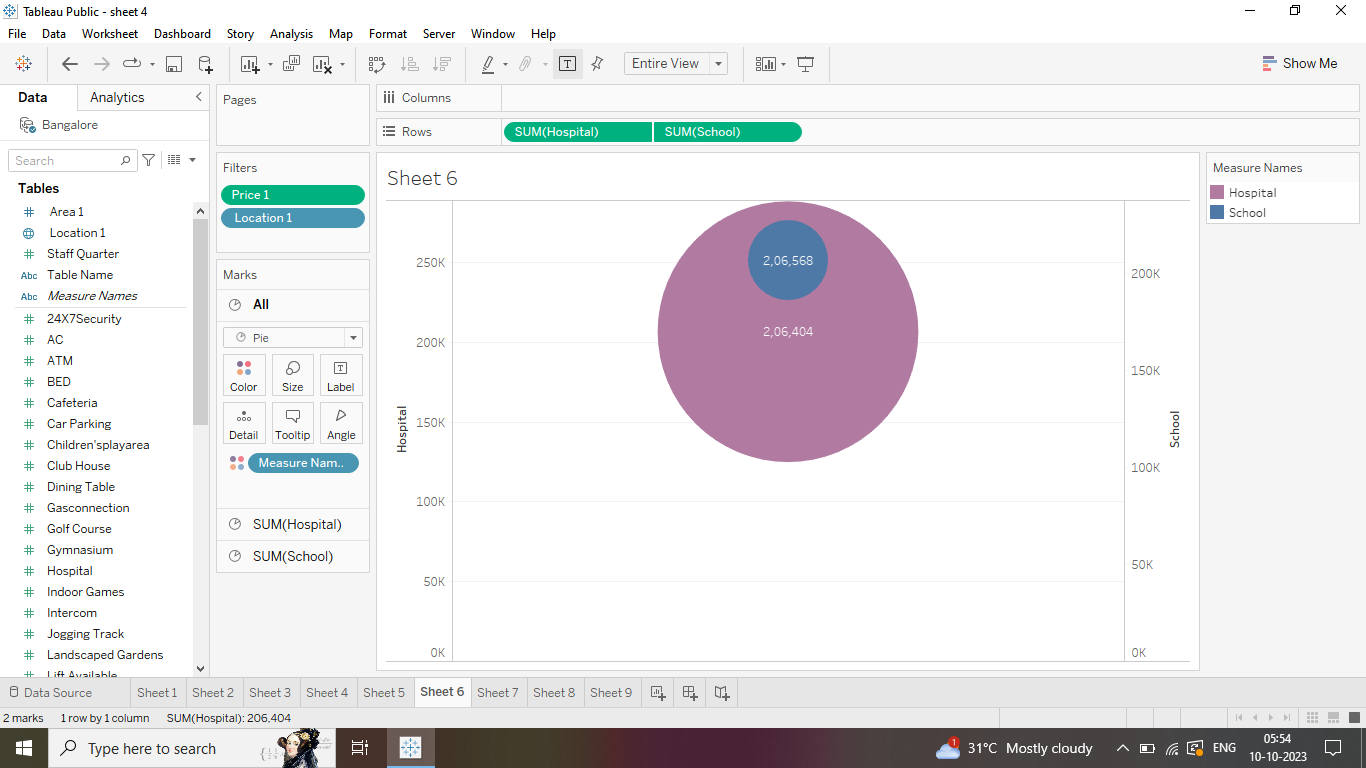 Tableau Public - sheet 4
File Data Worksheet Dashboard Story Analysis Map Format Server Window Help
Entire View
Show Me
Data Analytics
Bangalore
Search
Tables
Area 1
Location 1
Staff Quarter
Abc Table Name
Abc Measure Names
24X7Security
AC
ATM
BED
Cafeteria
Car Parking
Children'splayarea
Club House
Dining Table
Gasconnection
Golf Course
Gymnasium
Hospital
Indoor Games
Intercom
Jogging Track
Landscaped Gardens
Lift Available
Pages
Filters
Price 1
Location 1
Marks
All
Pie
Color Size Label
Detail Tooltip Angle
Measure Nam..
SUM(Hospital)
SUM(School)
Columns
Rows SUM(Hospital) SUM(School)
Sheet 6
250K
200K
150K
100K
50K
0K
Hospital
2,06,568
2,06,404
200K
150K
100K
50K
0K
School
Measure Names
Hospital
School
Data Source Sheet 1 Sheet 2 Sheet 3 Sheet 4 Sheet 5 Sheet 6 Sheet 7 Sheet 8 Sheet 9
2 marks 1 row by 1 column SUM(Hospital): 206,404
Type here to search
1 31°C Mostly cloudy ENG 05:54
10-10-2023